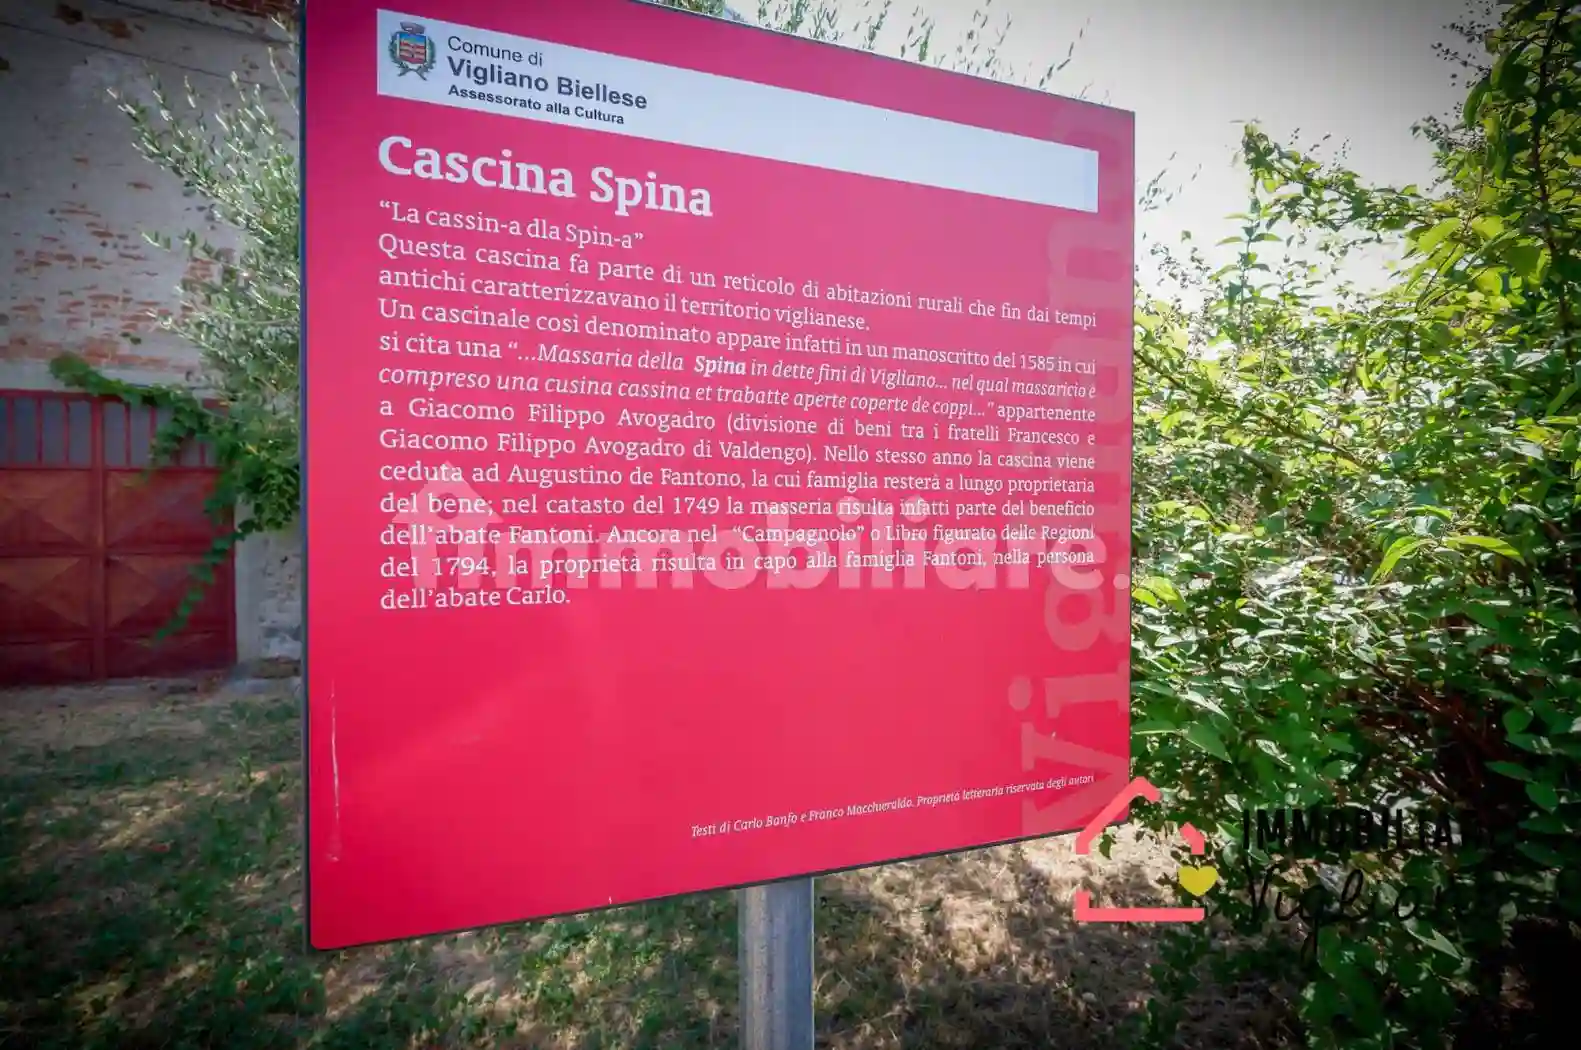 Comune di
Vigliano Biellese
Assessorato alla Cultura
Cascina Spina
“La cassin-a dla Spin-a”
Questa cascina fa parte di un reticolo di abitazioni rurali che fin dai tempi
antichi caratterizzavano il territorio viglianese.
Un cascinale così denominato appare infatti in un manoscritto del 1585 in cui
si cita una “...Massaria della Spina in dette fini di Vigliano... nel qual massaricio è
compreso una cusina cassina et trabatte aperte coperte de coppi...” appartenente
a Giacomo Filippo Avogadro (divisione di beni tra i fratelli Francesco e
Giacomo Filippo Avogadro di Valdengo). Nello stesso anno la cascina viene
ceduta ad Augustino de Fantono, la cui famiglia resterà a lungo proprietaria
del bene; nel catasto del 1749 la masseria risulta infatti parte del beneficio
dell’abate Fantoni. Ancora nel “Campagnolo” o Libro figurato delle Regioni
del 1794, la proprietà risulta in capo alla famiglia Fantoni, nella persona
dell’abate Carlo.
Testi di Carlo Banfo e Franco Macchieraldo. Proprietà letteraria riservata degli autori
Vigliano
immobiliare.
IMMOBILIA
Viglian